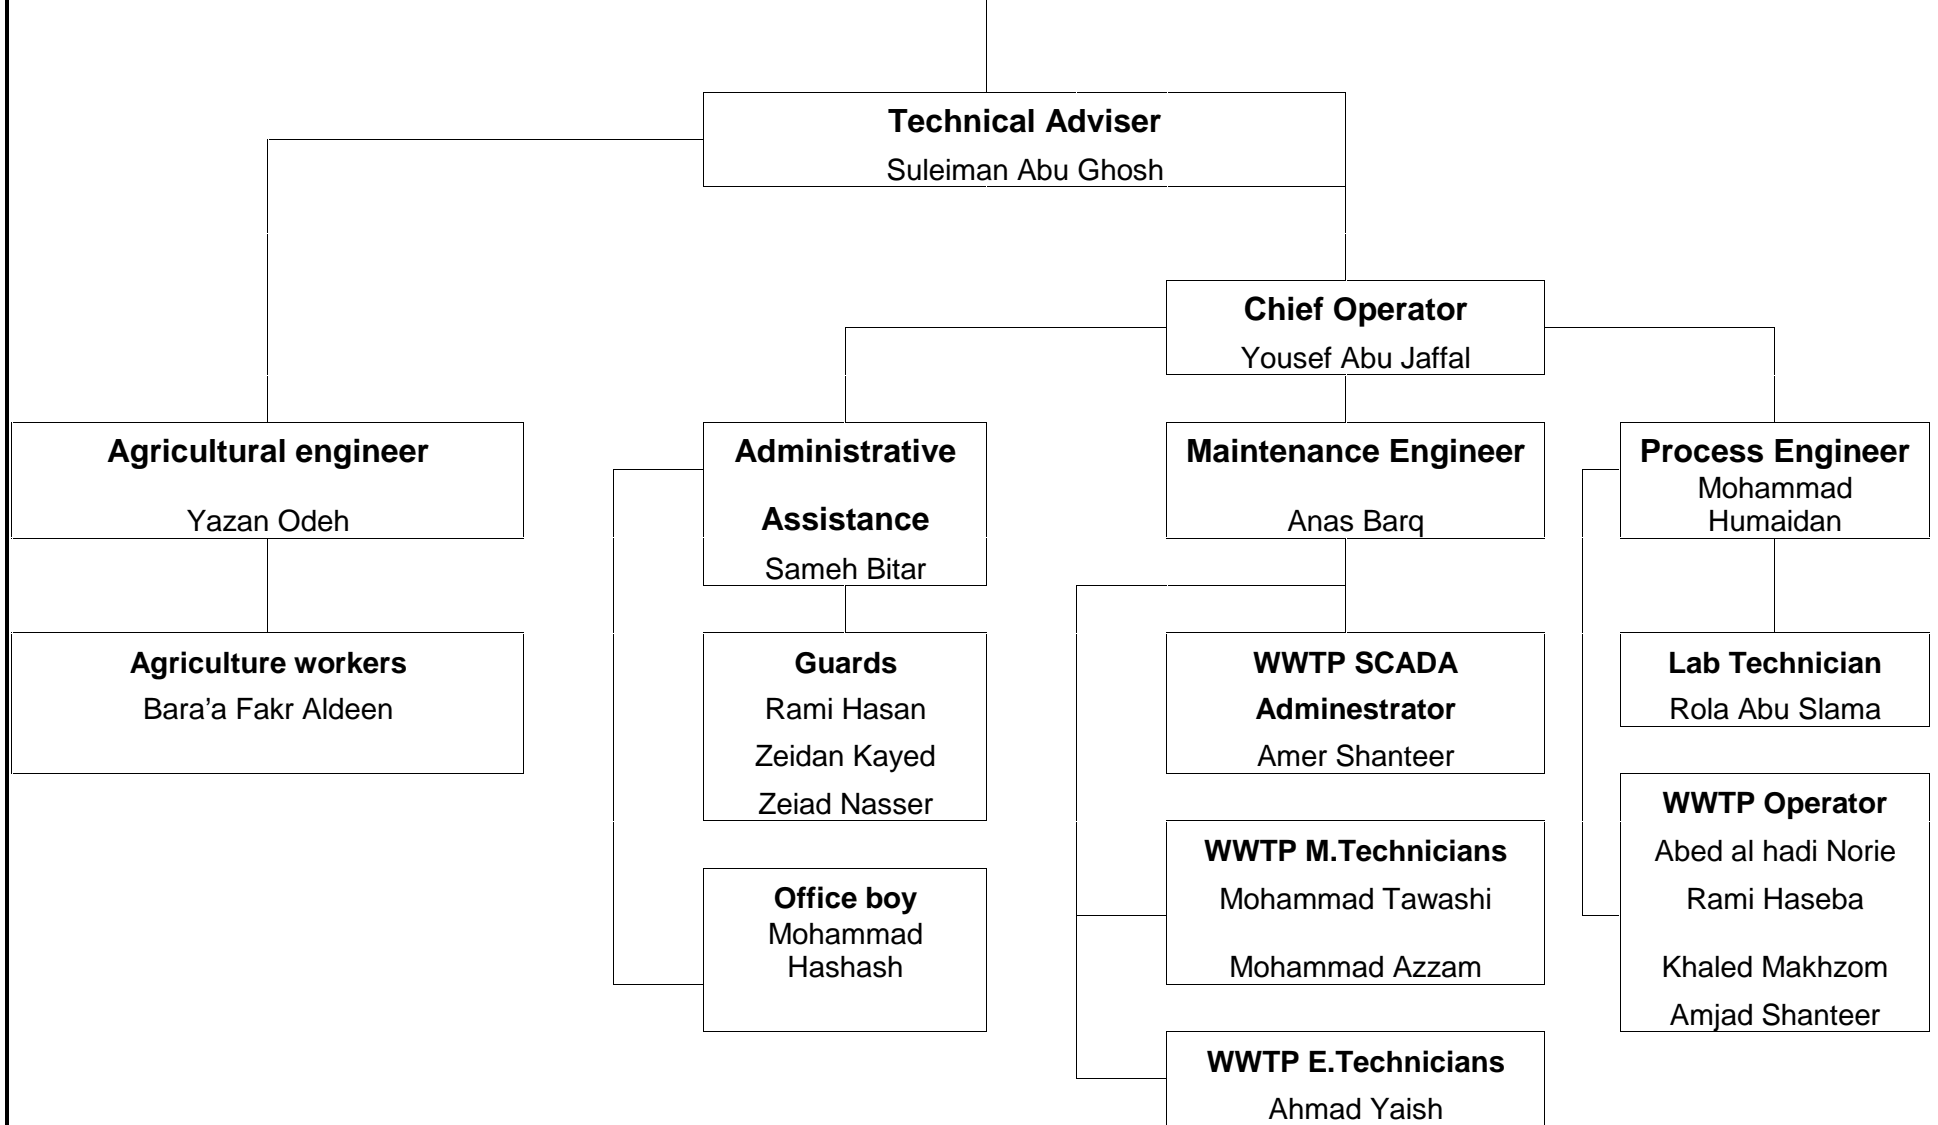 Technical Adviser
Suleiman Abu Ghosh
Chief Operator
Yousef Abu Jaffal
Agricultural engineer
Yazan Odeh
Administrative
Assistance
Sameh Bitar
Maintenance Engineer
Anas Barq
Process Engineer
Mohammad
Humaidan
Agriculture workers
Bara’a Fakr Aldeen
Guards
Rami Hasan
Zeidan Kayed
Zeiad Nasser
WWTP SCADA
Adminestrator
Amer Shanteer
Lab Technician
Rola Abu Slama
Office boy
Mohammad
Hashash
WWTP M.Technicians
Mohammad Tawashi
Mohammad Azzam
WWTP Operator
Abed al hadi Norie
Rami Haseba
Khaled Makhzom
Amjad Shanteer
WWTP E.Technicians
Ahmad Yaish